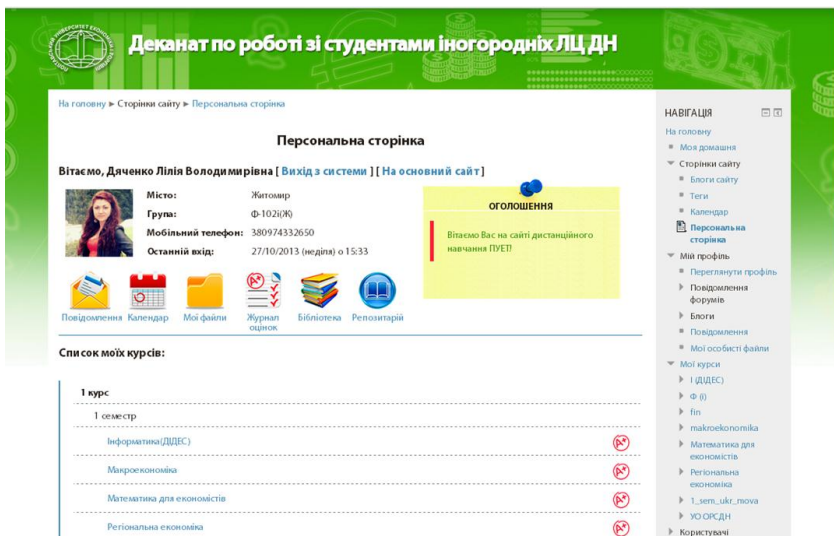 Деканат по роботі зі студентами іногородніх ЛЦ ДН
На головну ► Сторінки сайту ► Персональна сторінка
Персональна сторінка
Вітаємо, Дяченко Лілія Володимирівна [ Вихід з системи ] [ На основний сайт ]
Місто: Житомир
Група: Ф-102і(Ж)
Мобільний телефон: 380974332650
Останній вхід: 27/10/2013 (неділя) о 15:33
ОГОЛОШЕННЯ
Вітаємо Вас на сайті дистанційного
навчання ПУЕТ!
Повідомлення
Календар
Мої файли
Журнал
оцінок
Бібліотека
Репозитарій
Список моїх курсів:
1 курс
1 семестр
Інформатика(ДІДЕС)
Макроекономіка
Математика для економістів
Регіональна економіка
НАВІГАЦІЯ
На головну
Моя домашня
Сторінки сайту
Блоги сайту
Теги
Календар
Персональна
сторінка
Мій профіль
Переглянути профіль
Повідомлення
форумів
Блоги
Повідомлення
Мої особисті файли
Мої курси
І (ДІДЕС)
Ф (і)
fin
makroekonomika
Математика для
економістів
Регіональна
економіка
1_sem_ukr_mova
УО ОРСДН
Користувачі